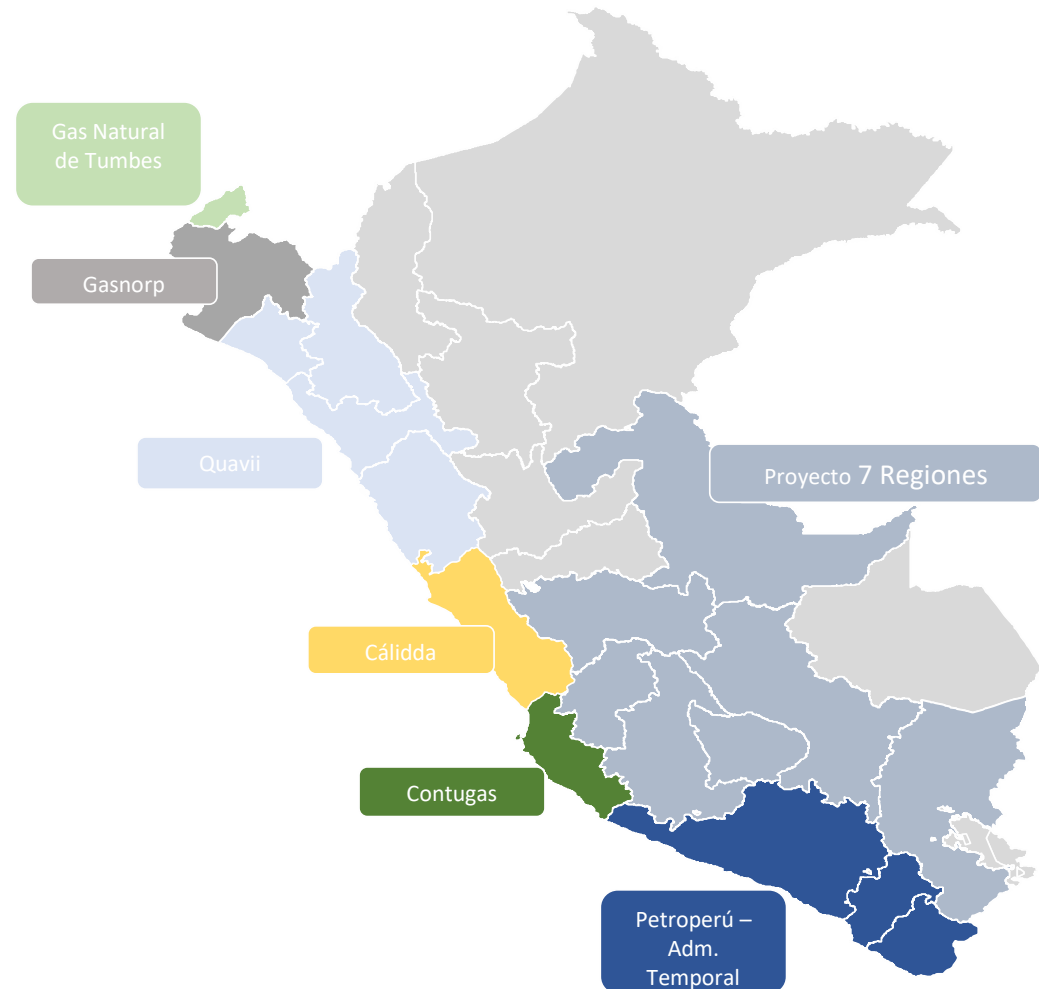 Gas Natural
de Tumbes
Gasnorp
Quavii
Proyecto 7 Regiones
Cálidda
Contugas
Petroperú –
Adm.
Temporal